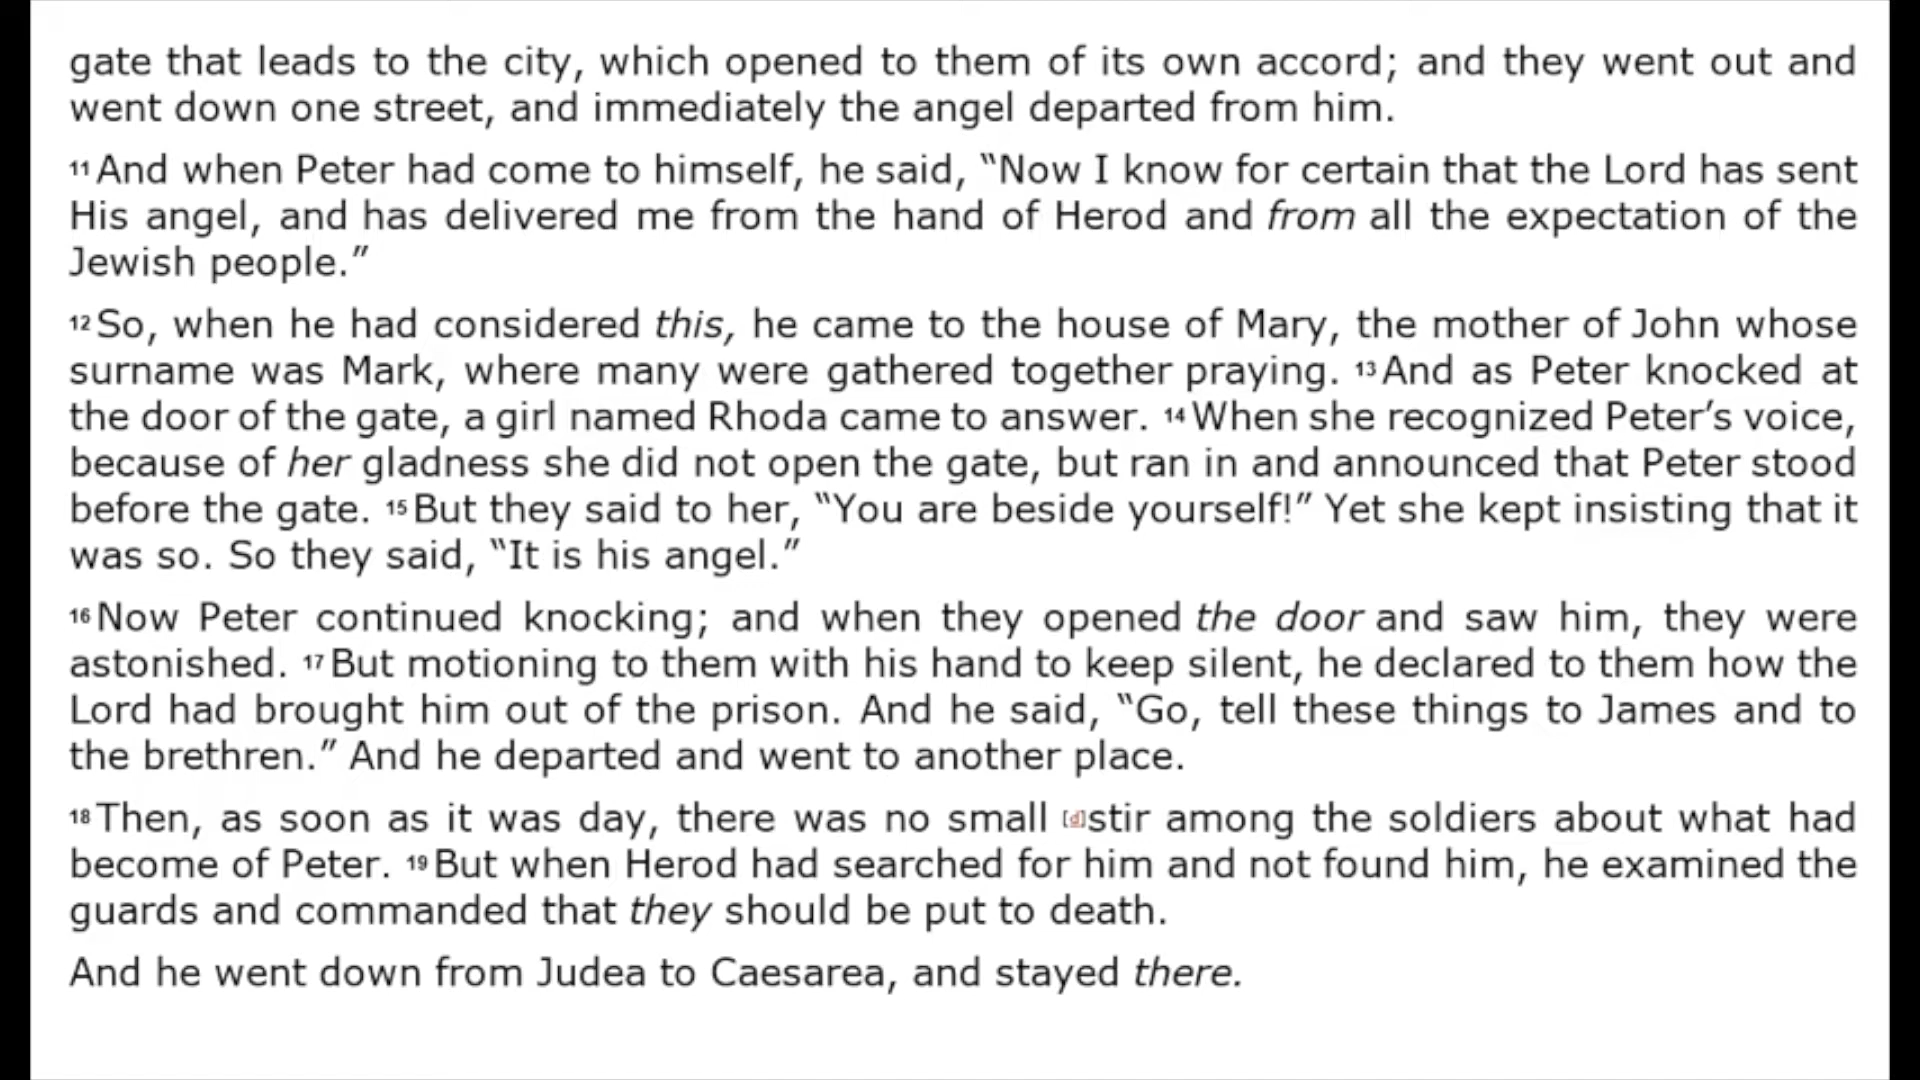 gate that leads to the city, which opened to them of its own accord; and they went out and
went down one street, and immediately the angel departed from him.
11 And when Peter had come to himself, he said, “Now I know for certain that the Lord has sent
His angel, and has delivered me from the hand of Herod and from all the expectation of the
Jewish people.”
12 So, when he had considered this, he came to the house of Mary, the mother of John whose
surname was Mark, where many were gathered together praying. 13 And as Peter knocked at
the door of the gate, a girl named Rhoda came to answer. 14 When she recognized Peter’s voice,
because of her gladness she did not open the gate, but ran in and announced that Peter stood
before the gate. 15 But they said to her, “You are beside yourself!” Yet she kept insisting that it
was so. So they said, “It is his angel.”
16 Now Peter continued knocking; and when they opened the door and saw him, they were
astonished. 17 But motioning to them with his hand to keep silent, he declared to them how the
Lord had brought him out of the prison. And he said, “Go, tell these things to James and to
the brethren.” And he departed and went to another place.
18 Then, as soon as it was day, there was no small [d]stir among the soldiers about what had
become of Peter. 19 But when Herod had searched for him and not found him, he examined the
guards and commanded that they should be put to death.
And he went down from Judea to Caesarea, and stayed there.